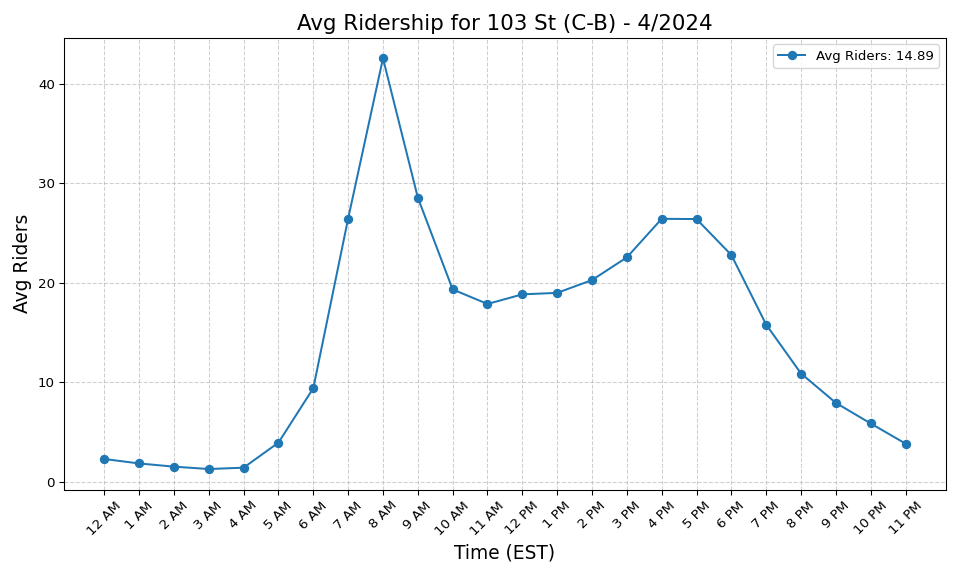 Avg Ridership for 103 St (C-B) - 4/2024
Avg Riders: 14.89
Avg Riders
40
30
20
10
0
12 AM
1 AM
2 AM
3 AM
4 AM
5 AM
6 AM
7 AM
8 AM
9 AM
10 AM
11 AM
12 PM
1 PM
2 PM
3 PM
4 PM
5 PM
6 PM
7 PM
8 PM
9 PM
10 PM
11 PM
Time (EST)